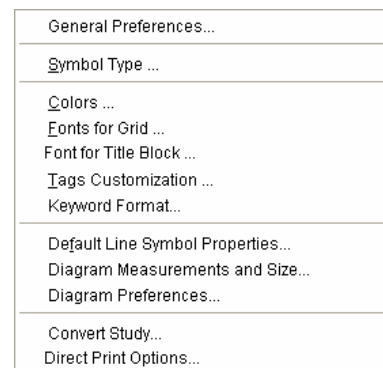 General Preferences...
Symbol Type ...
Colors ...
Fonts for Grid ...
Font for Title Block ...
Tags Customization ...
Keyword Format...
Default Line Symbol Properties...
Diagram Measurements and Size...
Diagram Preferences...
Convert Study...
Direct Print Options...